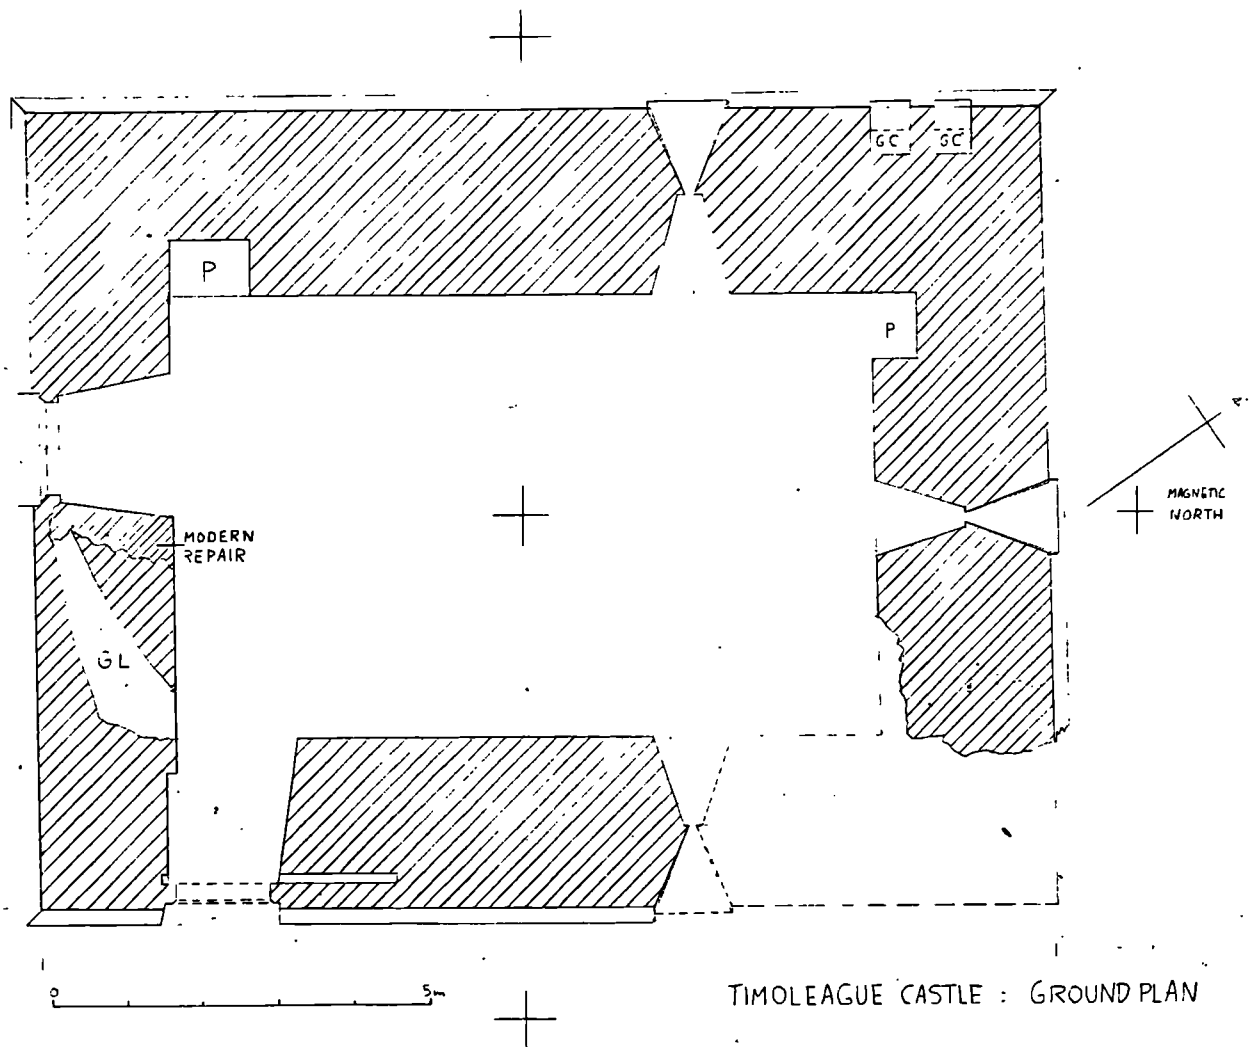 GC GC
P
P
MAGNETIC
NORTH
MODERN
REPAIR
GL
0 5m
TIMOLEAGUE CASTLE : GROUND PLAN